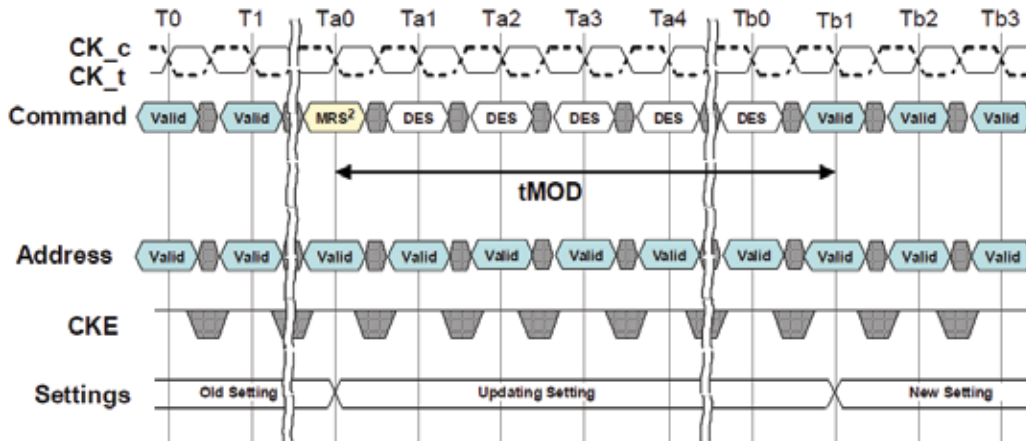 T0 T1 Ta0 Ta1 Ta2 Ta3 Ta4 Tb0 Tb1 Tb2 Tb3
CK_c
CK_t
Command Valid Valid MRS² DES DES DES DES DES Valid Valid Valid
tMOD
Address Valid Valid Valid Valid Valid Valid Valid Valid Valid Valid Valid
CKE
Settings Old Setting Updating Setting New Setting